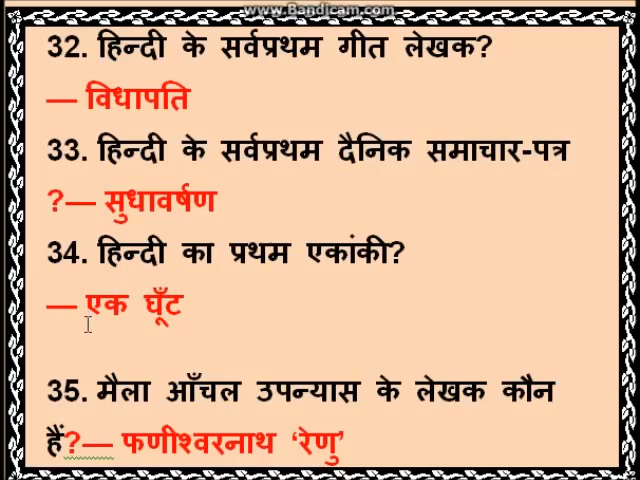 www.Bandicam.com
32. हिन्दी के सर्वप्रथम गीत लेखक?
— विधापति
33. हिन्दी के सर्वप्रथम दैनिक समाचार-पत्र
?— सुधावर्षण
34. हिन्दी का प्रथम एकांकी?
— एक घूँट
35. मैला आँचल उपन्यास के लेखक कौन
हैं?— फणीश्वरनाथ ‘रेणु’